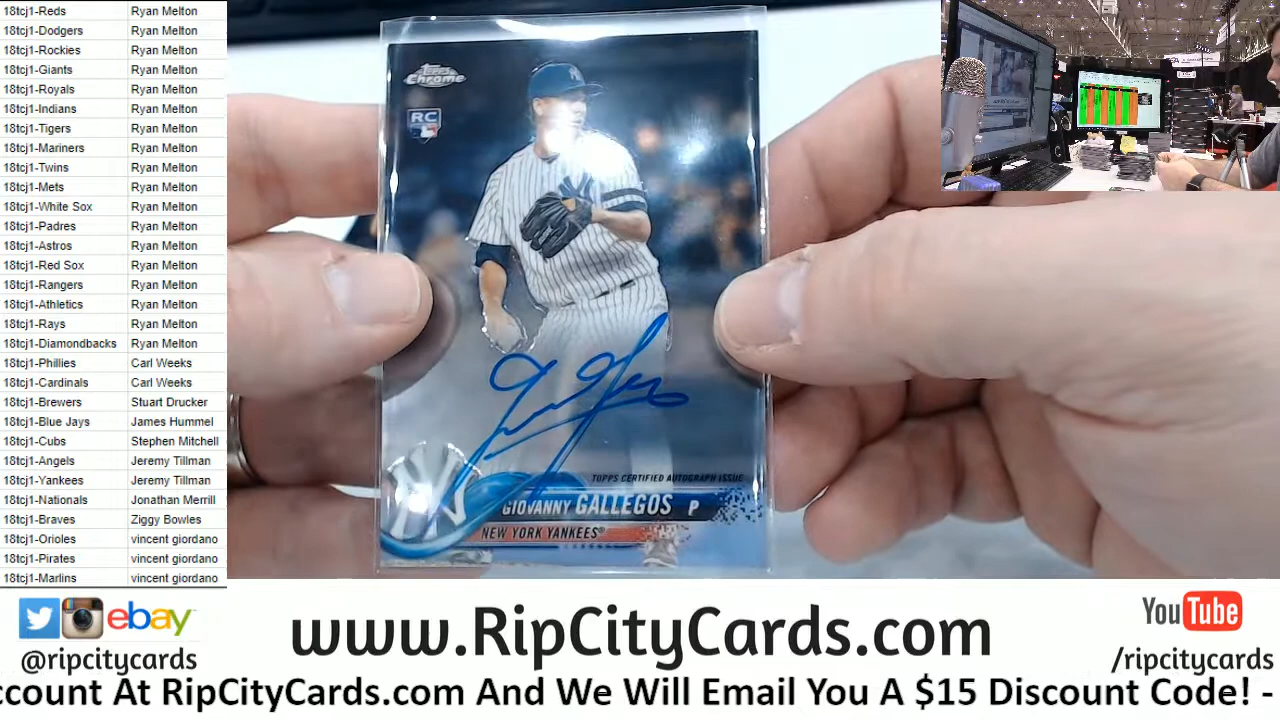 18tcj1-Reds Ryan Melton
18tcj1-Dodgers Ryan Melton
18tcj1-Rockies Ryan Melton
18tcj1-Giants Ryan Melton
18tcj1-Royals Ryan Melton
18tcj1-Indians Ryan Melton
18tcj1-Tigers Ryan Melton
18tcj1-Mariners Ryan Melton
18tcj1-Twins Ryan Melton
18tcj1-Mets Ryan Melton
18tcj1-White Sox Ryan Melton
18tcj1-Padres Ryan Melton
18tcj1-Astros Ryan Melton
18tcj1-Red Sox Ryan Melton
18tcj1-Rangers Ryan Melton
18tcj1-Athletics Ryan Melton
18tcj1-Rays Ryan Melton
18tcj1-Diamondbacks Ryan Melton
18tcj1-Phillies Carl Weeks
18tcj1-Cardinals Carl Weeks
18tcj1-Brewers Stuart Drucker
18tcj1-Blue Jays James Hummel
18tcj1-Cubs Stephen Mitchell
18tcj1-Angels Jeremy Tillman
18tcj1-Yankees Jeremy Tillman
18tcj1-Nationals Jonathan Merrill
18tcj1-Braves Ziggy Bowles
18tcj1-Orioles vincent giordano
18tcj1-Pirates vincent giordano
18tcj1-Marlins vincent giordano
Topps
Chrome
RC
NY
TOPPS CERTIFIED AUTOGRAPH ISSUE
GIOVANNY GALLEGOS P
NEW YORK YANKEES®
ebay
@ripcitycards
www.RipCityCards.com
YouTube
/ripcitycards
ccount At RipCityCards.com And We Will Email You A $15 Discount Code! -